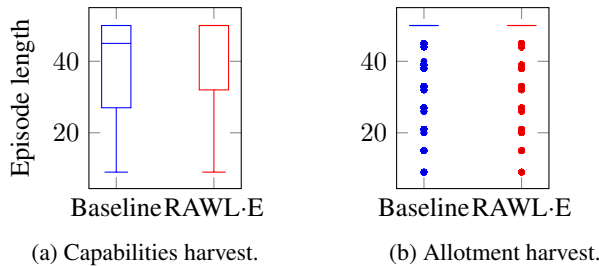 Episode length
40
20
Baseline RAWL·E
(a) Capabilities harvest.
40
20
Baseline RAWL·E
(b) Allotment harvest.